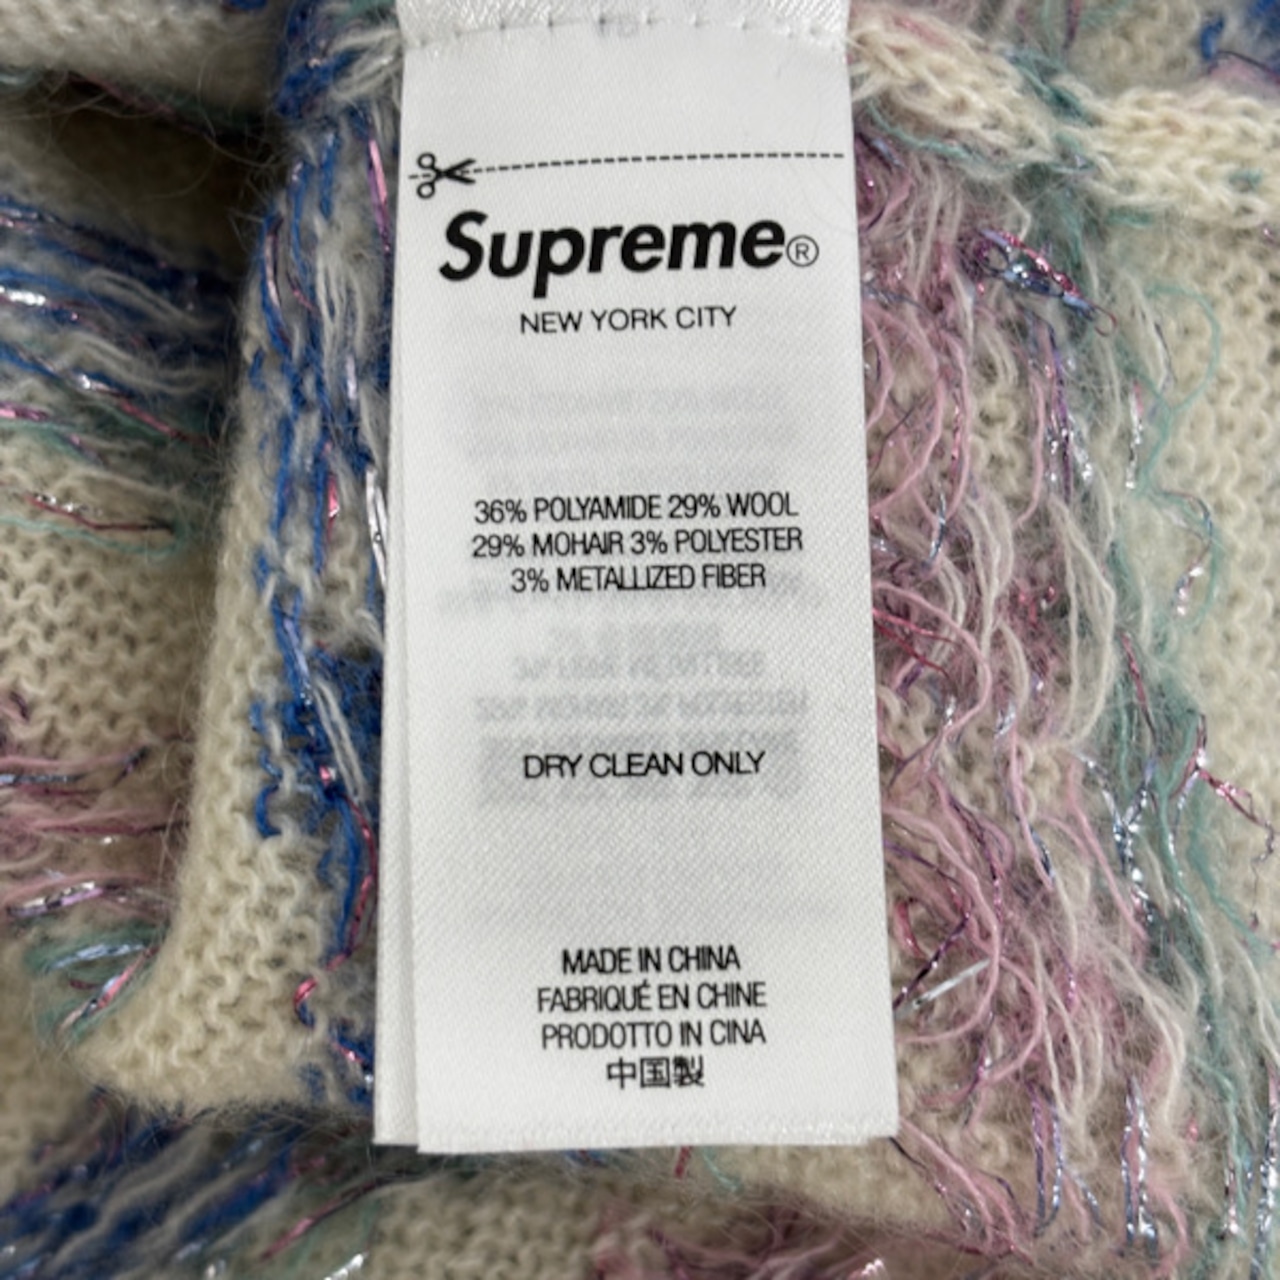 Supreme®
NEW YORK CITY
36% POLYAMIDE 29% WOOL
29% MOHAIR 3% POLYESTER
3% METALLIZED FIBER
DRY CLEAN ONLY
MADE IN CHINA
FABRIQUÉ EN CHINE
PRODOTTO IN CINA
中国製